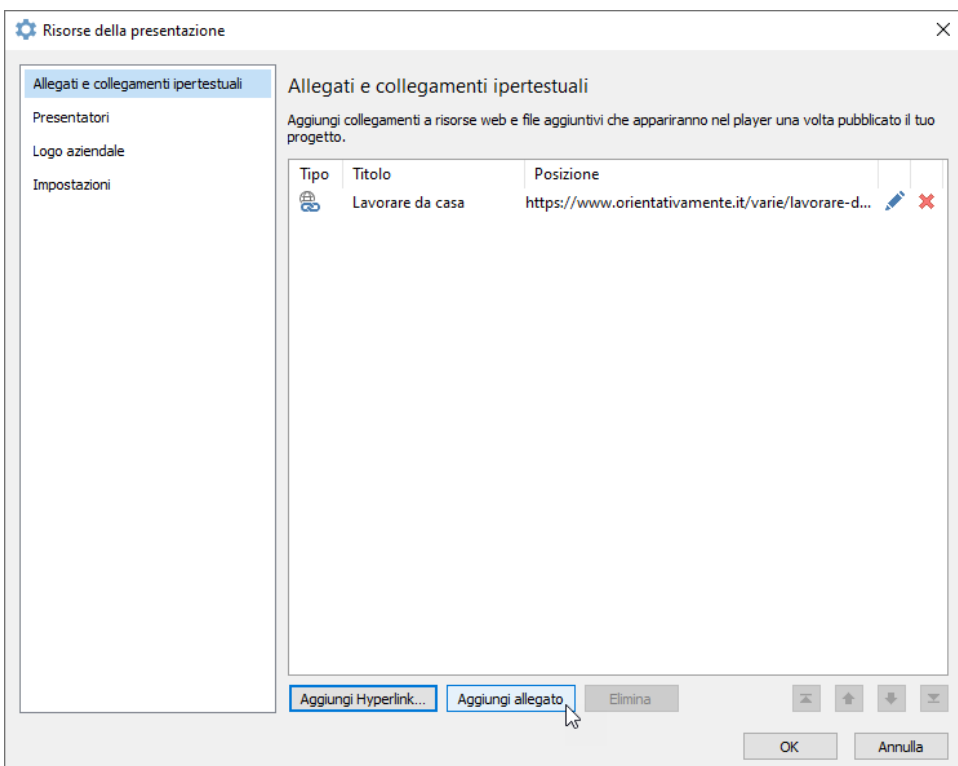 Risorse della presentazione
Allegati e collegamenti ipertestuali
Presentatori
Logo aziendale
Impostazioni
Allegati e collegamenti ipertestuali
Aggiungi collegamenti a risorse web e file aggiuntivi che appariranno nel player una volta pubblicato il tuo
progetto.
Tipo Titolo Posizione
Lavorare da casa https://www.orientativamente.it/varie/lavorare-d...
Aggiungi Hyperlink... Aggiungi allegato Elimina
OK Annulla